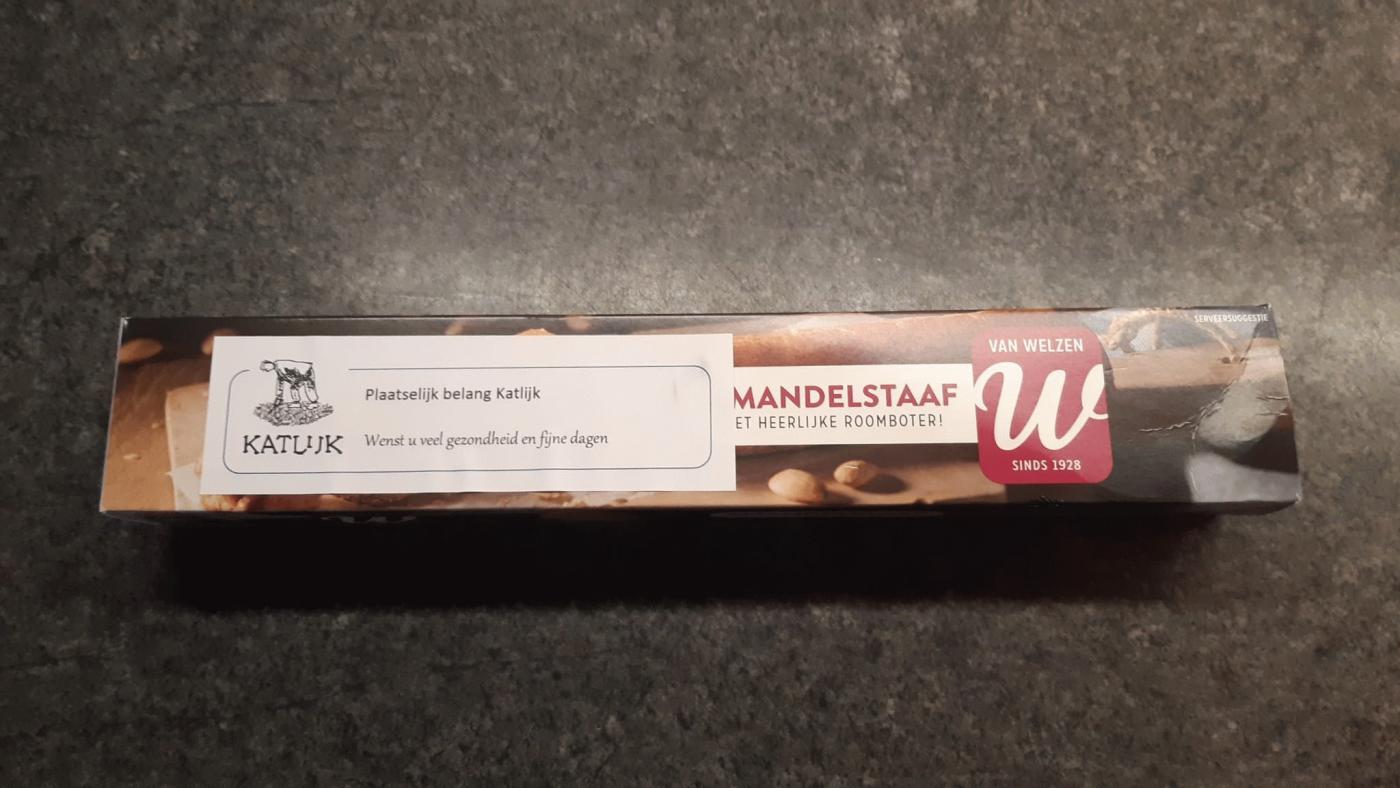 Plaatselijk belang Katlijk
KATLIJK
Wenst u veel gezondheid en fijne dagen
MANDELSTAAF
ET HEERLIJKE ROOMBOTER!
VAN WELZEN
W
SINDS 1928
SERVEERSUGGESTIE